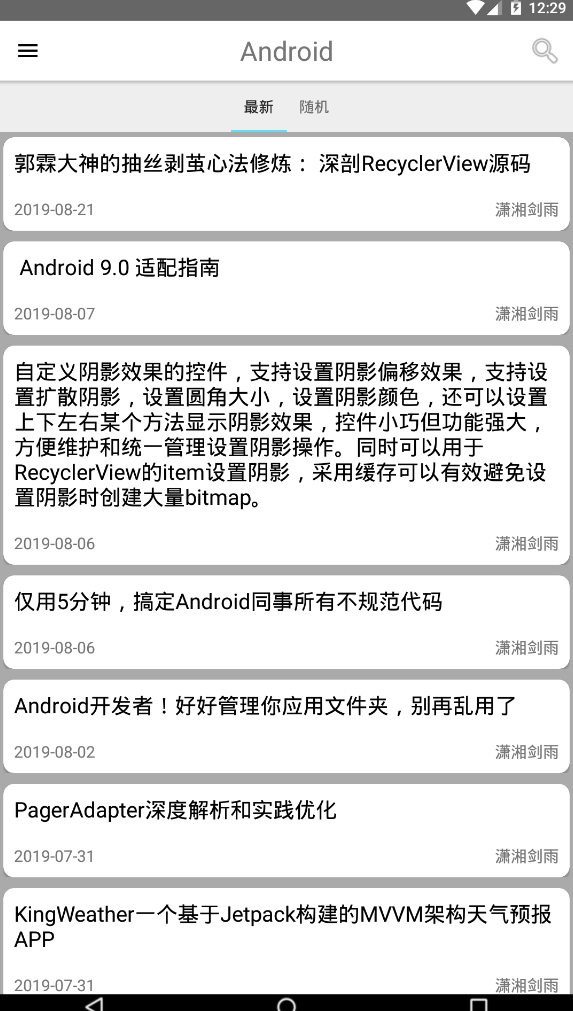 12:29
Android
最新 随机
郭霖大神的抽丝剥茧心法修炼： 深剖RecyclerView源码
2019-08-21 潇湘剑雨
Android 9.0 适配指南
2019-08-07 潇湘剑雨
自定义阴影效果的控件，支持设置阴影偏移效果，支持设
置扩散阴影，设置圆角大小，设置阴影颜色，还可以设置
上下左右某个方法显示阴影效果，控件小巧但功能强大，
方便维护和统一管理设置阴影操作。同时可以用于
RecyclerView的item设置阴影，采用缓存可以有效避免设
置阴影时创建大量bitmap。
2019-08-06 潇湘剑雨
仅用5分钟，搞定Android同事所有不规范代码
2019-08-06 潇湘剑雨
Android开发者！好好管理你应用文件夹，别再乱用了
2019-08-02 潇湘剑雨
PagerAdapter深度解析和实践优化
2019-07-31 潇湘剑雨
KingWeather一个基于Jetpack构建的MVVM架构天气预报
APP
2019-07-31 潇湘剑雨